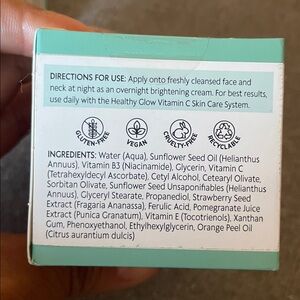 DIRECTIONS FOR USE: Apply onto freshly cleansed face and
neck at night as an overnight brightening cream. For best results,
use daily with the Healthy Glow Vitamin C Skin Care System.
GLUTEN-FREE
VEGAN
CRUELTY-FREE
RECYCLABLE
INGREDIENTS: Water (Aqua), Sunflower Seed Oil (Helianthus
Annuus), Vitamin B3 (Niacinamide), Glycerin, Vitamin C
(Tetrahexyldecyl Ascorbate), Cetyl Alcohol, Cetearyl Olivate,
Sorbitan Olivate, Sunflower Seed Unsaponifiables (Helianthus
Annuus), Glyceryl Stearate, Propanediol, Strawberry Seed
Extract (Fragaria Ananassa), Ferulic Acid, Pomegranate Juice
Extract (Punica Granatum), Vitamin E (Tocotrienols), Xanthan
Gum, Phenoxyethanol, Ethylhexylglycerin, Orange Peel Oil
(Citrus aurantium dulcis)